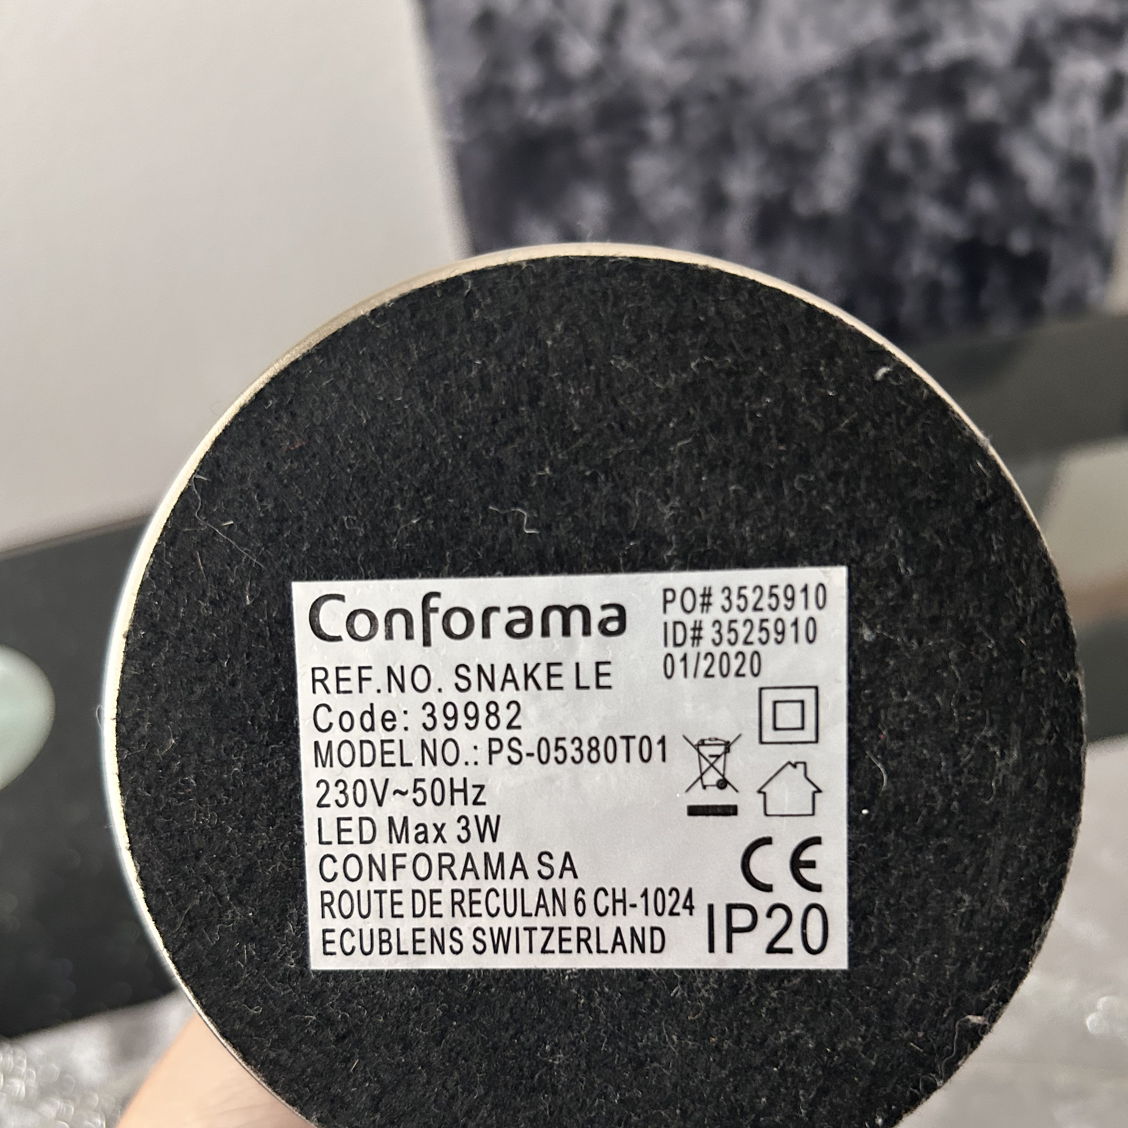 Conforama
PO# 3525910
ID# 3525910
01/2020
REF.NO. SNAKE LE
Code: 39982
MODEL NO.: PS-05380T01
230V~50Hz
LED Max 3W
CONFORAMA SA
ROUTE DE RECULAN 6 CH-1024
ECUBLENS SWITZERLAND
CE
IP20